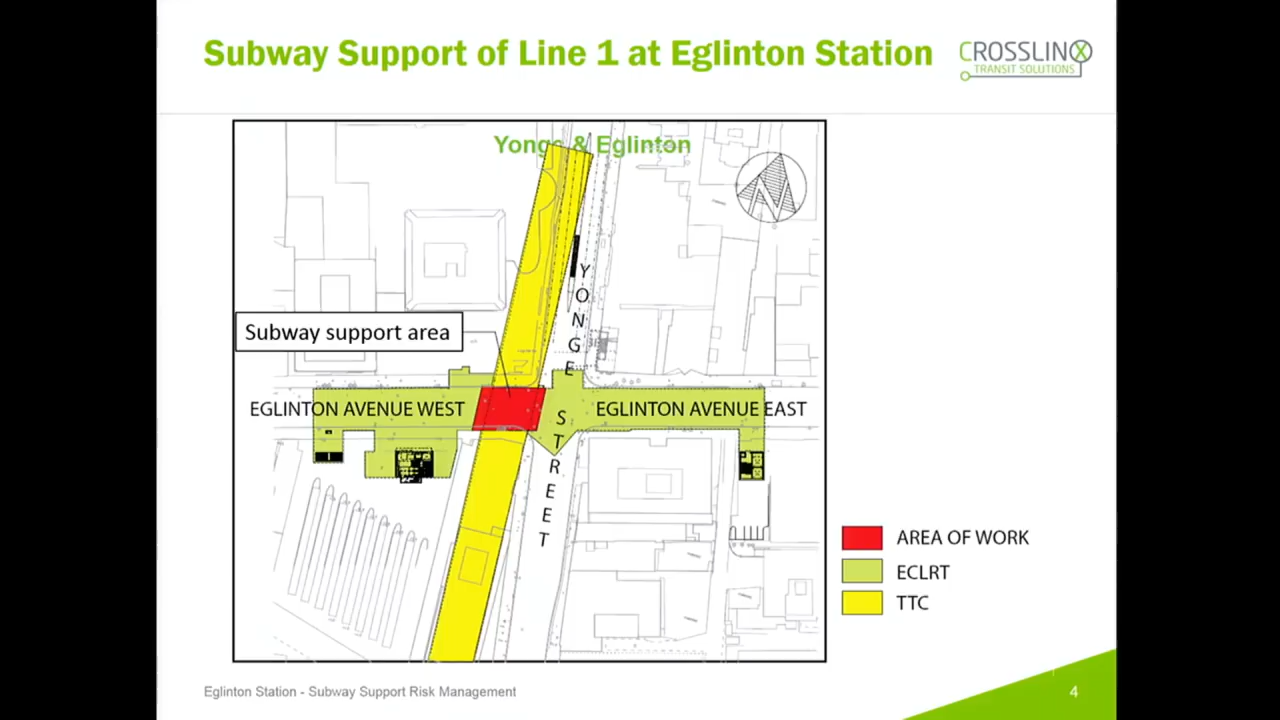 Subway Support of Line 1 at Eglinton Station
CROSSLINX
TRANSIT SOLUTIONS
Yonge & Eglinton
Subway support area
EGLINTON AVENUE WEST
EGLINTON AVENUE EAST
YONGE STREET
AREA OF WORK
ECLRT
TTC
Eglinton Station - Subway Support Risk Management
4